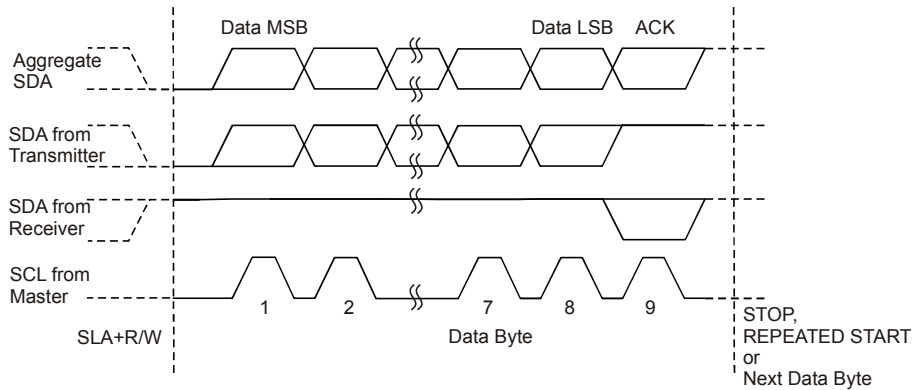 Data MSB
Data LSB
ACK
Aggregate
SDA
SDA from
Transmitter
SDA from
Receiver
SCL from
Master
1
2
7
8
9
SLA+R/W
Data Byte
STOP,
REPEATED START
or
Next Data Byte